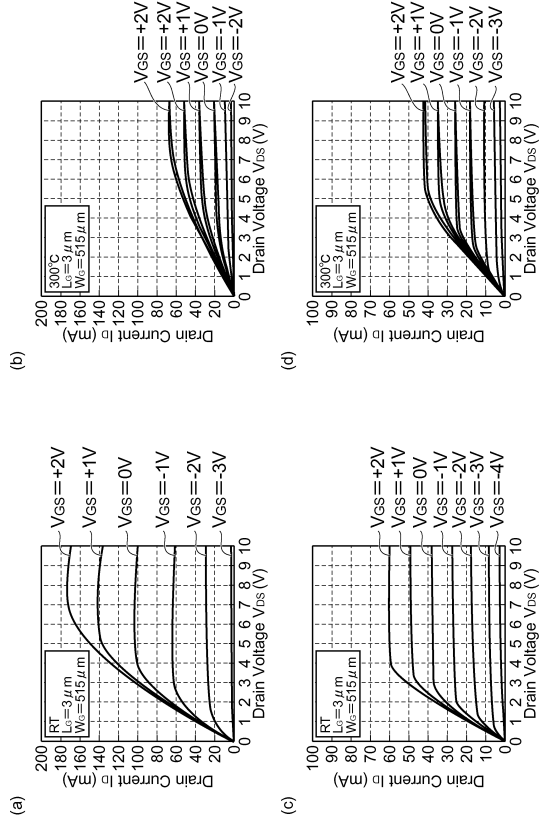 (a)
200
180
160
140
120
100
80
60
40
20
0
Drain Current ID (mA)
RT
LG=3μm
WG=515μm
VGS=+2V
VGS=+1V
VGS=0V
VGS=-1V
VGS=-2V
VGS=-3V
0 1 2 3 4 5 6 7 8 9 10
Drain Voltage VDS (V)
(b)
200
180
160
140
120
100
80
60
40
20
0
Drain Current ID (mA)
300°C
LG=3μm
WG=515μm
VGS=+2V
VGS=+2V
VGS=+1V
VGS=0V
VGS=-1V
VGS=-2V
0 1 2 3 4 5 6 7 8 9 10
Drain Voltage VDS (V)
(c)
100
90
80
70
60
50
40
30
20
10
0
Drain Current ID (mA)
RT
LG=3μm
WG=515μm
VGS=+2V
VGS=+1V
VGS=0V
VGS=-1V
VGS=-2V
VGS=-3V
VGS=-4V
0 1 2 3 4 5 6 7 8 9 10
Drain Voltage VDS (V)
(d)
100
90
80
70
60
50
40
30
20
10
0
Drain Current ID (mA)
300°C
LG=3μm
WG=515μm
VGS=+2V
VGS=+1V
VGS=0V
VGS=-1V
VGS=-2V
VGS=-3V
0 1 2 3 4 5 6 7 8 9 10
Drain Voltage VDS (V)